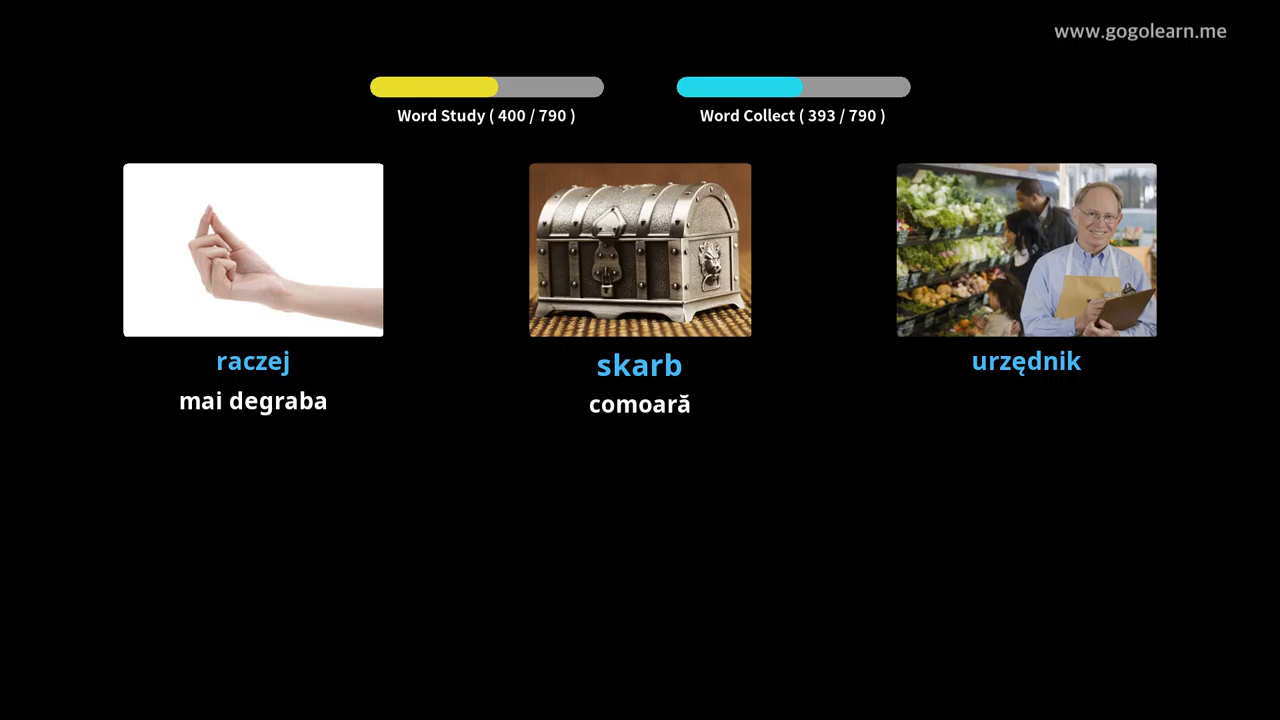 www.gogolearn.me
Word Study ( 400 / 790 )
Word Collect ( 393 / 790 )
raczej
mai degraba
skarb
comoară
urzędnik